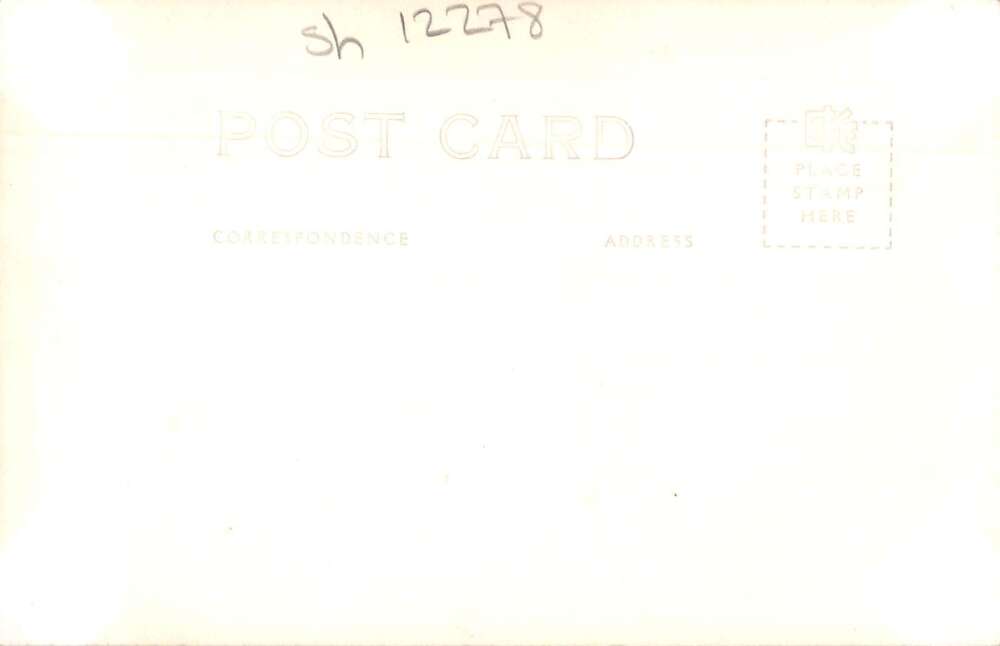 Sh 12278
POST CARD
PLACE
STAMP
HERE
CORRESPONDENCE
ADDRESS